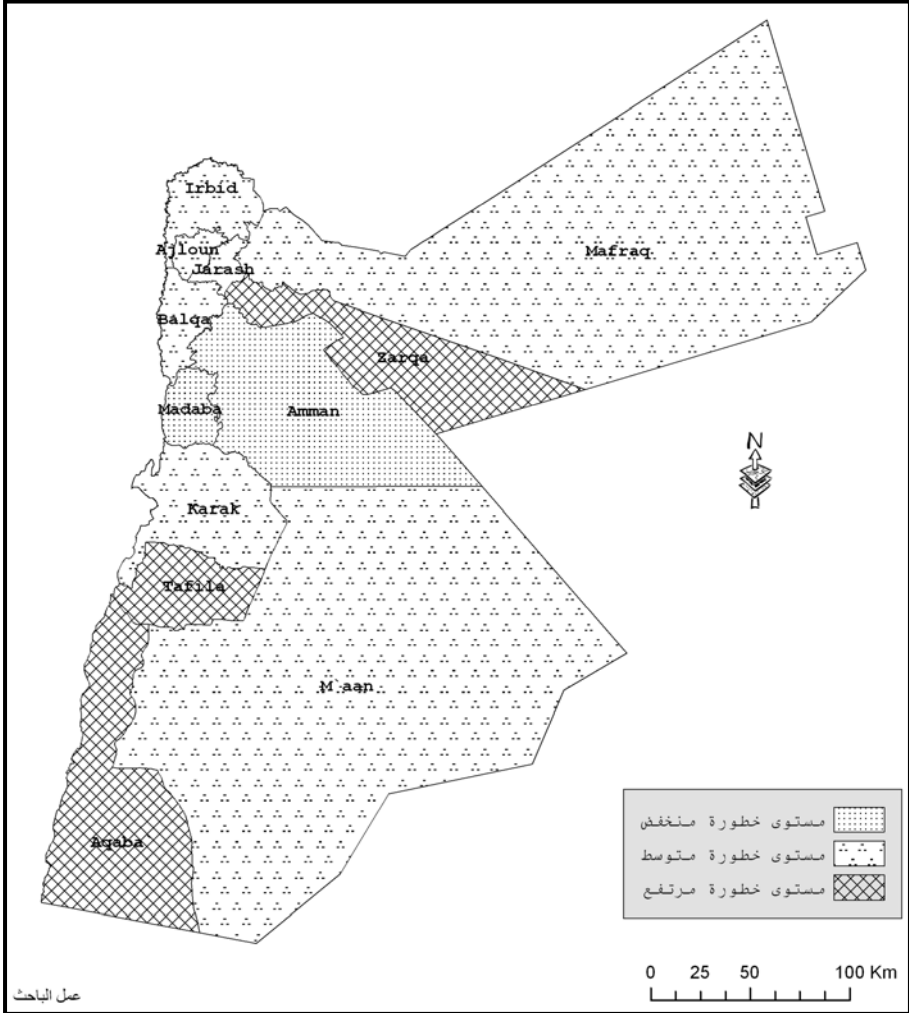 Irbid
Ajloun
Jarash
Mafraq
Balqa
Zarqa
Madaba
Amman
N
Karak
Tafila
M`aan
Aqaba
مستوى خطورة منخفض
مستوى خطورة متوسط
مستوى خطورة مرتفع
0 25 50 100 Km
عمل الباحث